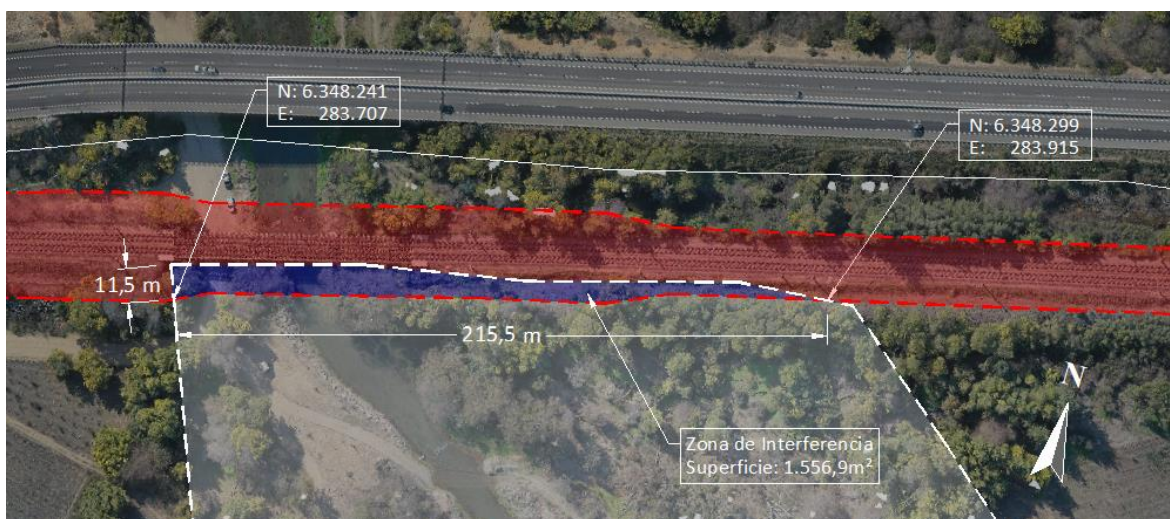 N: 6.348.241
E: 283.707
N: 6.348.299
E: 283.915
11,5 m
215,5 m
N
Zona de Interferencia
Superficie: 1.556,9m²